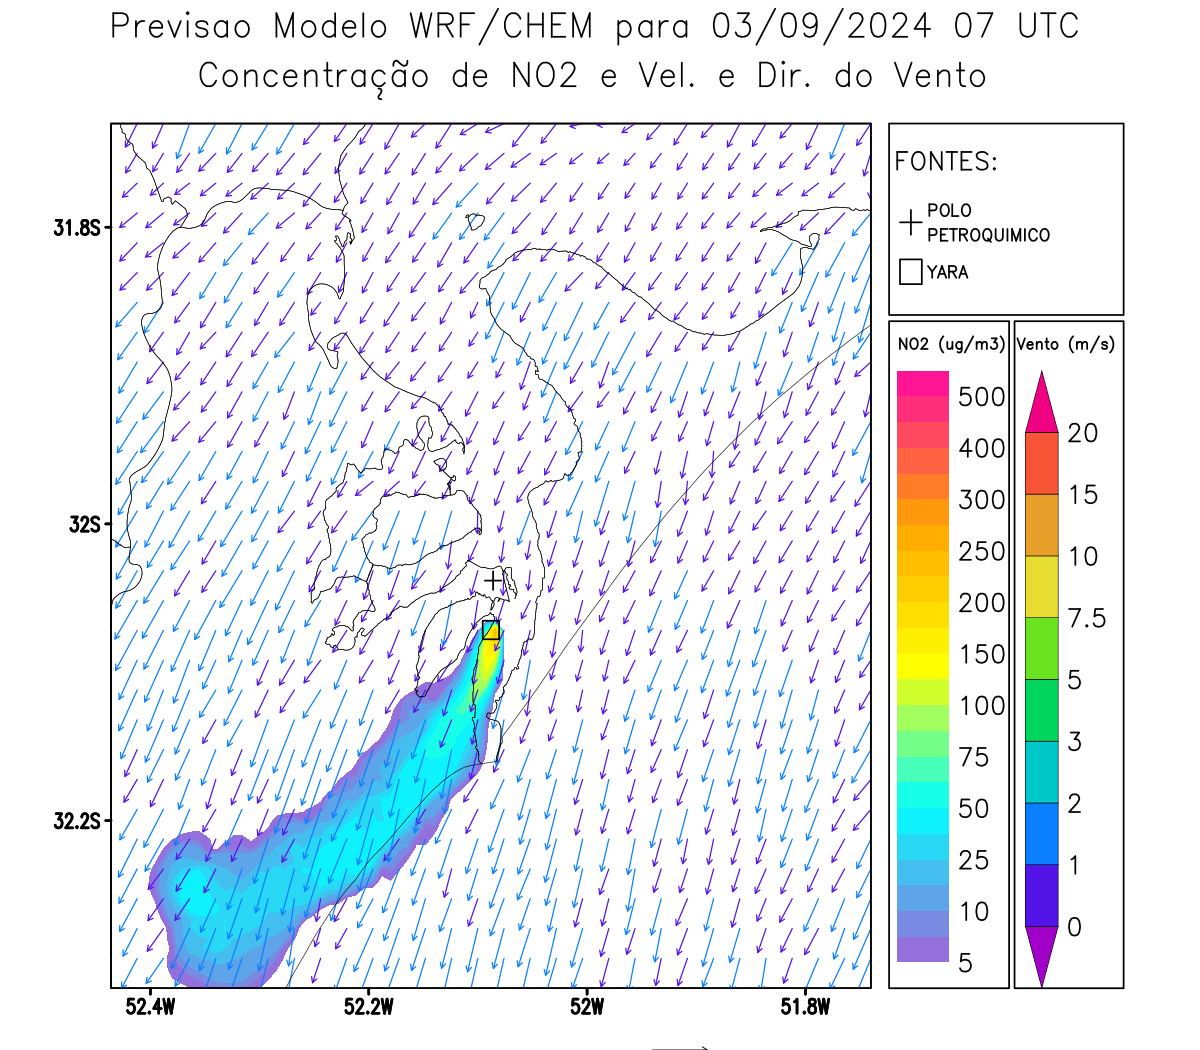 Previsao Modelo WRF/CHEM para 03/09/2024 07 UTC
Concentração de NO2 e Vel. e Dir. do Vento
FONTES:
POLO
PETROQUIMICO
YARA
NO2 (ug/m3)
500
400
300
250
200
150
100
75
50
25
10
5
Vento (m/s)
20
15
10
7.5
5
3
2
1
0
31.8S
32S
32.2S
52.4W
52.2W
52W
51.8W